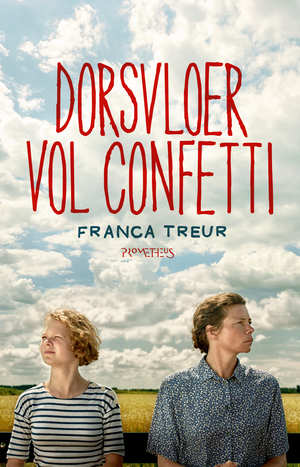 DORSVLOER
VOL CONFETTI
FRANCA TREUR
PROMETHEUS